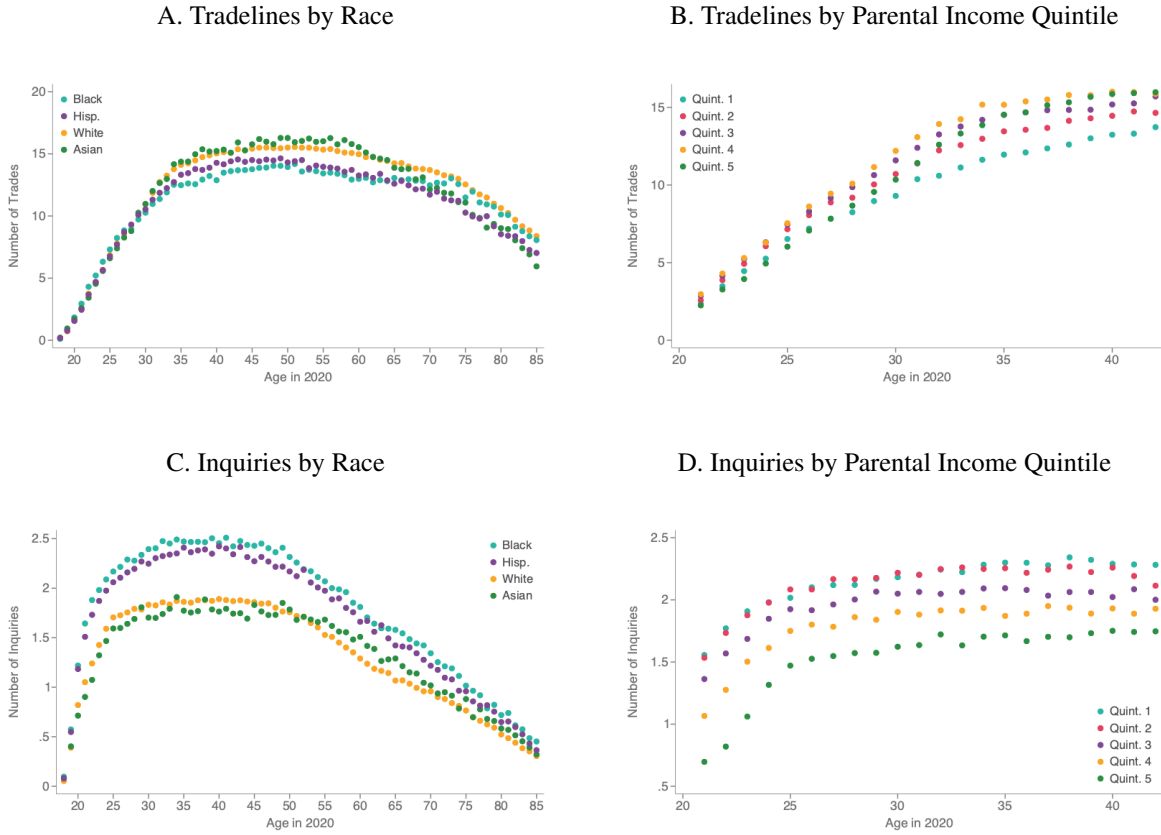 A. Tradelines by Race
20
15
10
5
0
Number of Trades
Black
Hisp.
White
Asian
20 25 30 35 40 45 50 55 60 65 70 75 80 85
Age in 2020
B. Tradelines by Parental Income Quintile
15
10
5
0
Number of Trades
Quint. 1
Quint. 2
Quint. 3
Quint. 4
Quint. 5
20 25 30 35 40
Age in 2020
C. Inquiries by Race
2.5
2
1.5
1
.5
0
Number of Inquiries
Black
Hisp.
White
Asian
20 25 30 35 40 45 50 55 60 65 70 75 80 85
Age in 2020
D. Inquiries by Parental Income Quintile
2.5
2
1.5
1
.5
Number of Inquiries
Quint. 1
Quint. 2
Quint. 3
Quint. 4
Quint. 5
20 25 30 35 40
Age in 2020